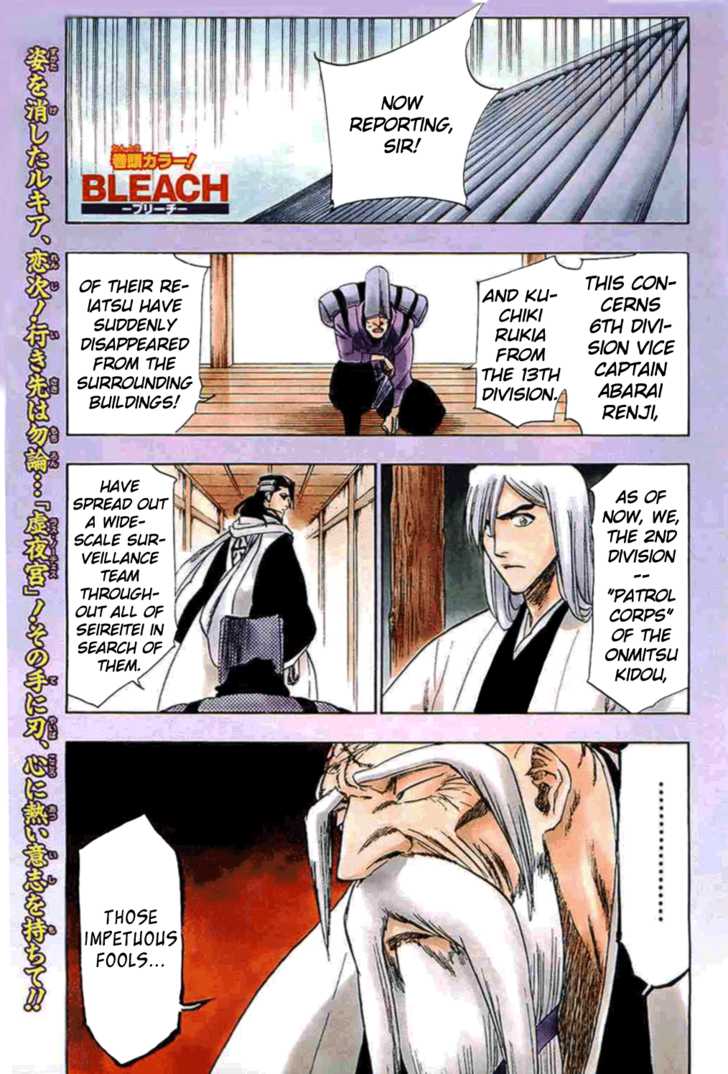 姿を消したルキア、恋次！行き先は勿論…『虚夜宮』！その手に刃、心に熱い意志を持ちて!!
NOW
REPORTING,
SIR!
巻頭カラー!
BLEACH
ーブリーチー
THIS CON-
CERNS
6TH DIVI-
SION VICE
CAPTAIN
ABARAI
RENJI,
AND KU-
CHIKI
RUKIA
FROM
THE 13TH
DIVISION.
OF THEIR RE-
IATSU HAVE
SUDDENLY
DISAPPEARED
FROM THE
SURROUNDING
BUILDINGS!
AS OF
NOW, WE,
THE 2ND
DIVISION
--
"PATROL
CORPS"
OF THE
ONMITSU
KIDOU,
HAVE
SPREAD OUT
A WIDE-
SCALE SUR-
VEILLANCE
TEAM
THROUGH-
OUT ALL OF
SEIREITEI IN
SEARCH OF
THEM.
…………
THOSE
IMPETUOUS
FOOLS...